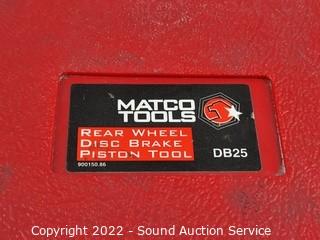 MATCO
TOOLS
REAR WHEEL
DISC BRAKE
PISTON TOOL
DB25
900150.86
Copyright 2022 - Sound Auction Service